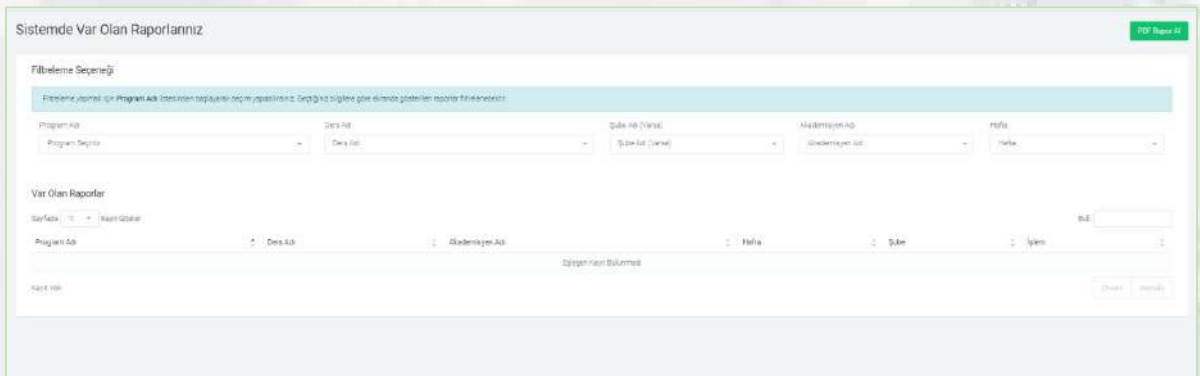 Sistemde Var Olan Raporlarınız
PDF Rapor Al
Filtreleme Seçeneği
Filtreleme yapmak için Program Adı listesinden başlayarak seçim yapabilirsiniz. Seçtiğiniz bilgilere göre ekranda gösterilen raporlar filtrelenecektir.
Program Adı
Ders Adı
Şube Adı (Varsa)
Akademisyen Adı
Hafta
Program Seçiniz
Ders Adı
Şube Adı (Varsa)
Akademisyen Adı
Hafta
Var Olan Raporlar
Sayfada 10 Kayıt Göster
Bul:
Program Adı
Ders Adı
Akademisyen Adı
Hafta
Şube
İşlem
Eşleşen Kayıt Bulunmadı
Kayıt Yok
Önceki
Sonraki